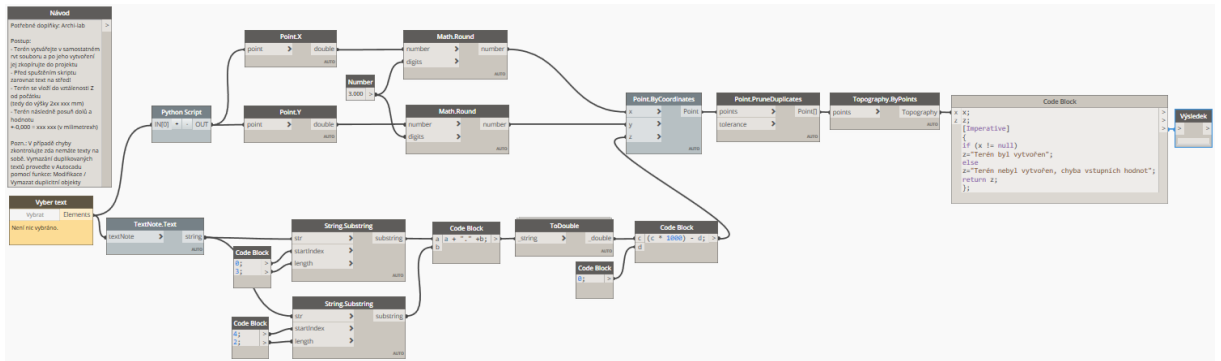 Návod
Potřebné doplňky: Archi-lab
>
Postup:
- Terén vytvářejte v samostatném
rvt souboru a po jeho vytvoření
jej zkopírujte do projektu
- Před spuštěním skriptu
zarovnat text na střed!
- Terén se vloží do vzdálenosti Z
od počátku
(tedy do výšky 2xx xxx mm)
- Terén následně posuň dolů a
hodnotu
Pozn.: V případě chyby
zkontrolujte zda nemáte texty na
sobě. Vymazání duplikovaných
textů proveďte v Autocadu
pomocí funkce: Modifikace /
Vymazat duplicitní objekty
Vyber text
Vybrat Elements
Není nic vybráno.
Python Script
IN[0] + - OUT
AUTO
TextNote.Text
textNote > string
AUTO
Point.X
point > double
AUTO
Point.Y
point > double
AUTO
Number
3.000 >
Math.Round
number > number
digits >
AUTO
Math.Round
number > number
digits >
AUTO
Code Block
0; >
3; >
Code Block
4; >
2; >
String.Substring
str > substring
startIndex >
length >
AUTO
String.Substring
str > substring
startIndex >
length >
AUTO
Code Block
a a + "." +b; >
b
ToDouble
_string > _double
AUTO
Code Block
0; >
Code Block
c (c * 1000) - d; >
d
Point.ByCoordinates
x > Point
y >
z >
AUTO
Point.PruneDuplicates
points > Point[]
tolerance >
AUTO
Topography.ByPoints
points > Topography
AUTO
Code Block
x x; >
z z; >
[Imperative] >
{
if (x != null)
z="Terén byl vytvořen";
else
z="Terén nebyl vytvořen, chyba vstupních hodnot";
return z;
};
Výsledek
> >